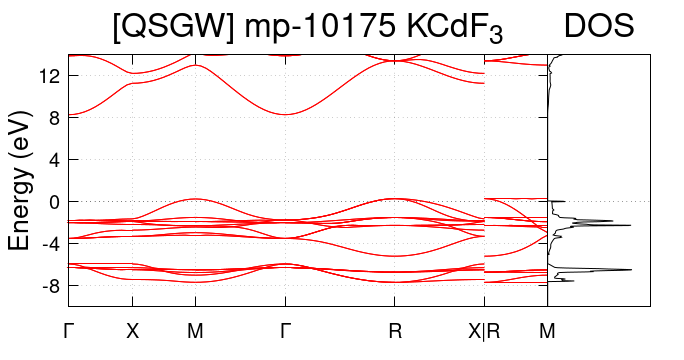 [QSGW] mp-10175 KCdF₃ DOS
Energy (eV)
12
8
4
0
-4
-8
Γ X M Γ R X|R M